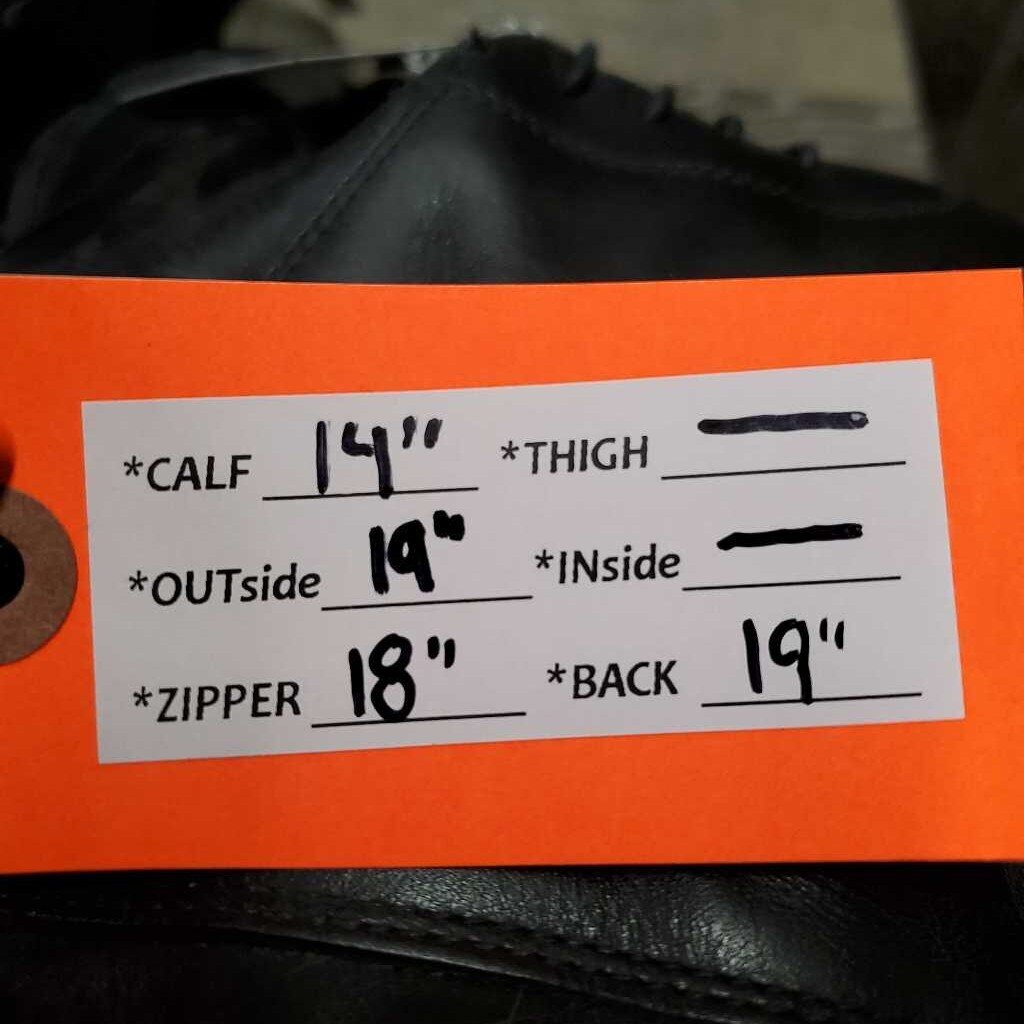 *CALF 14" *THIGH —
*OUTside 19" *INside —
*ZIPPER 18" *BACK 19"